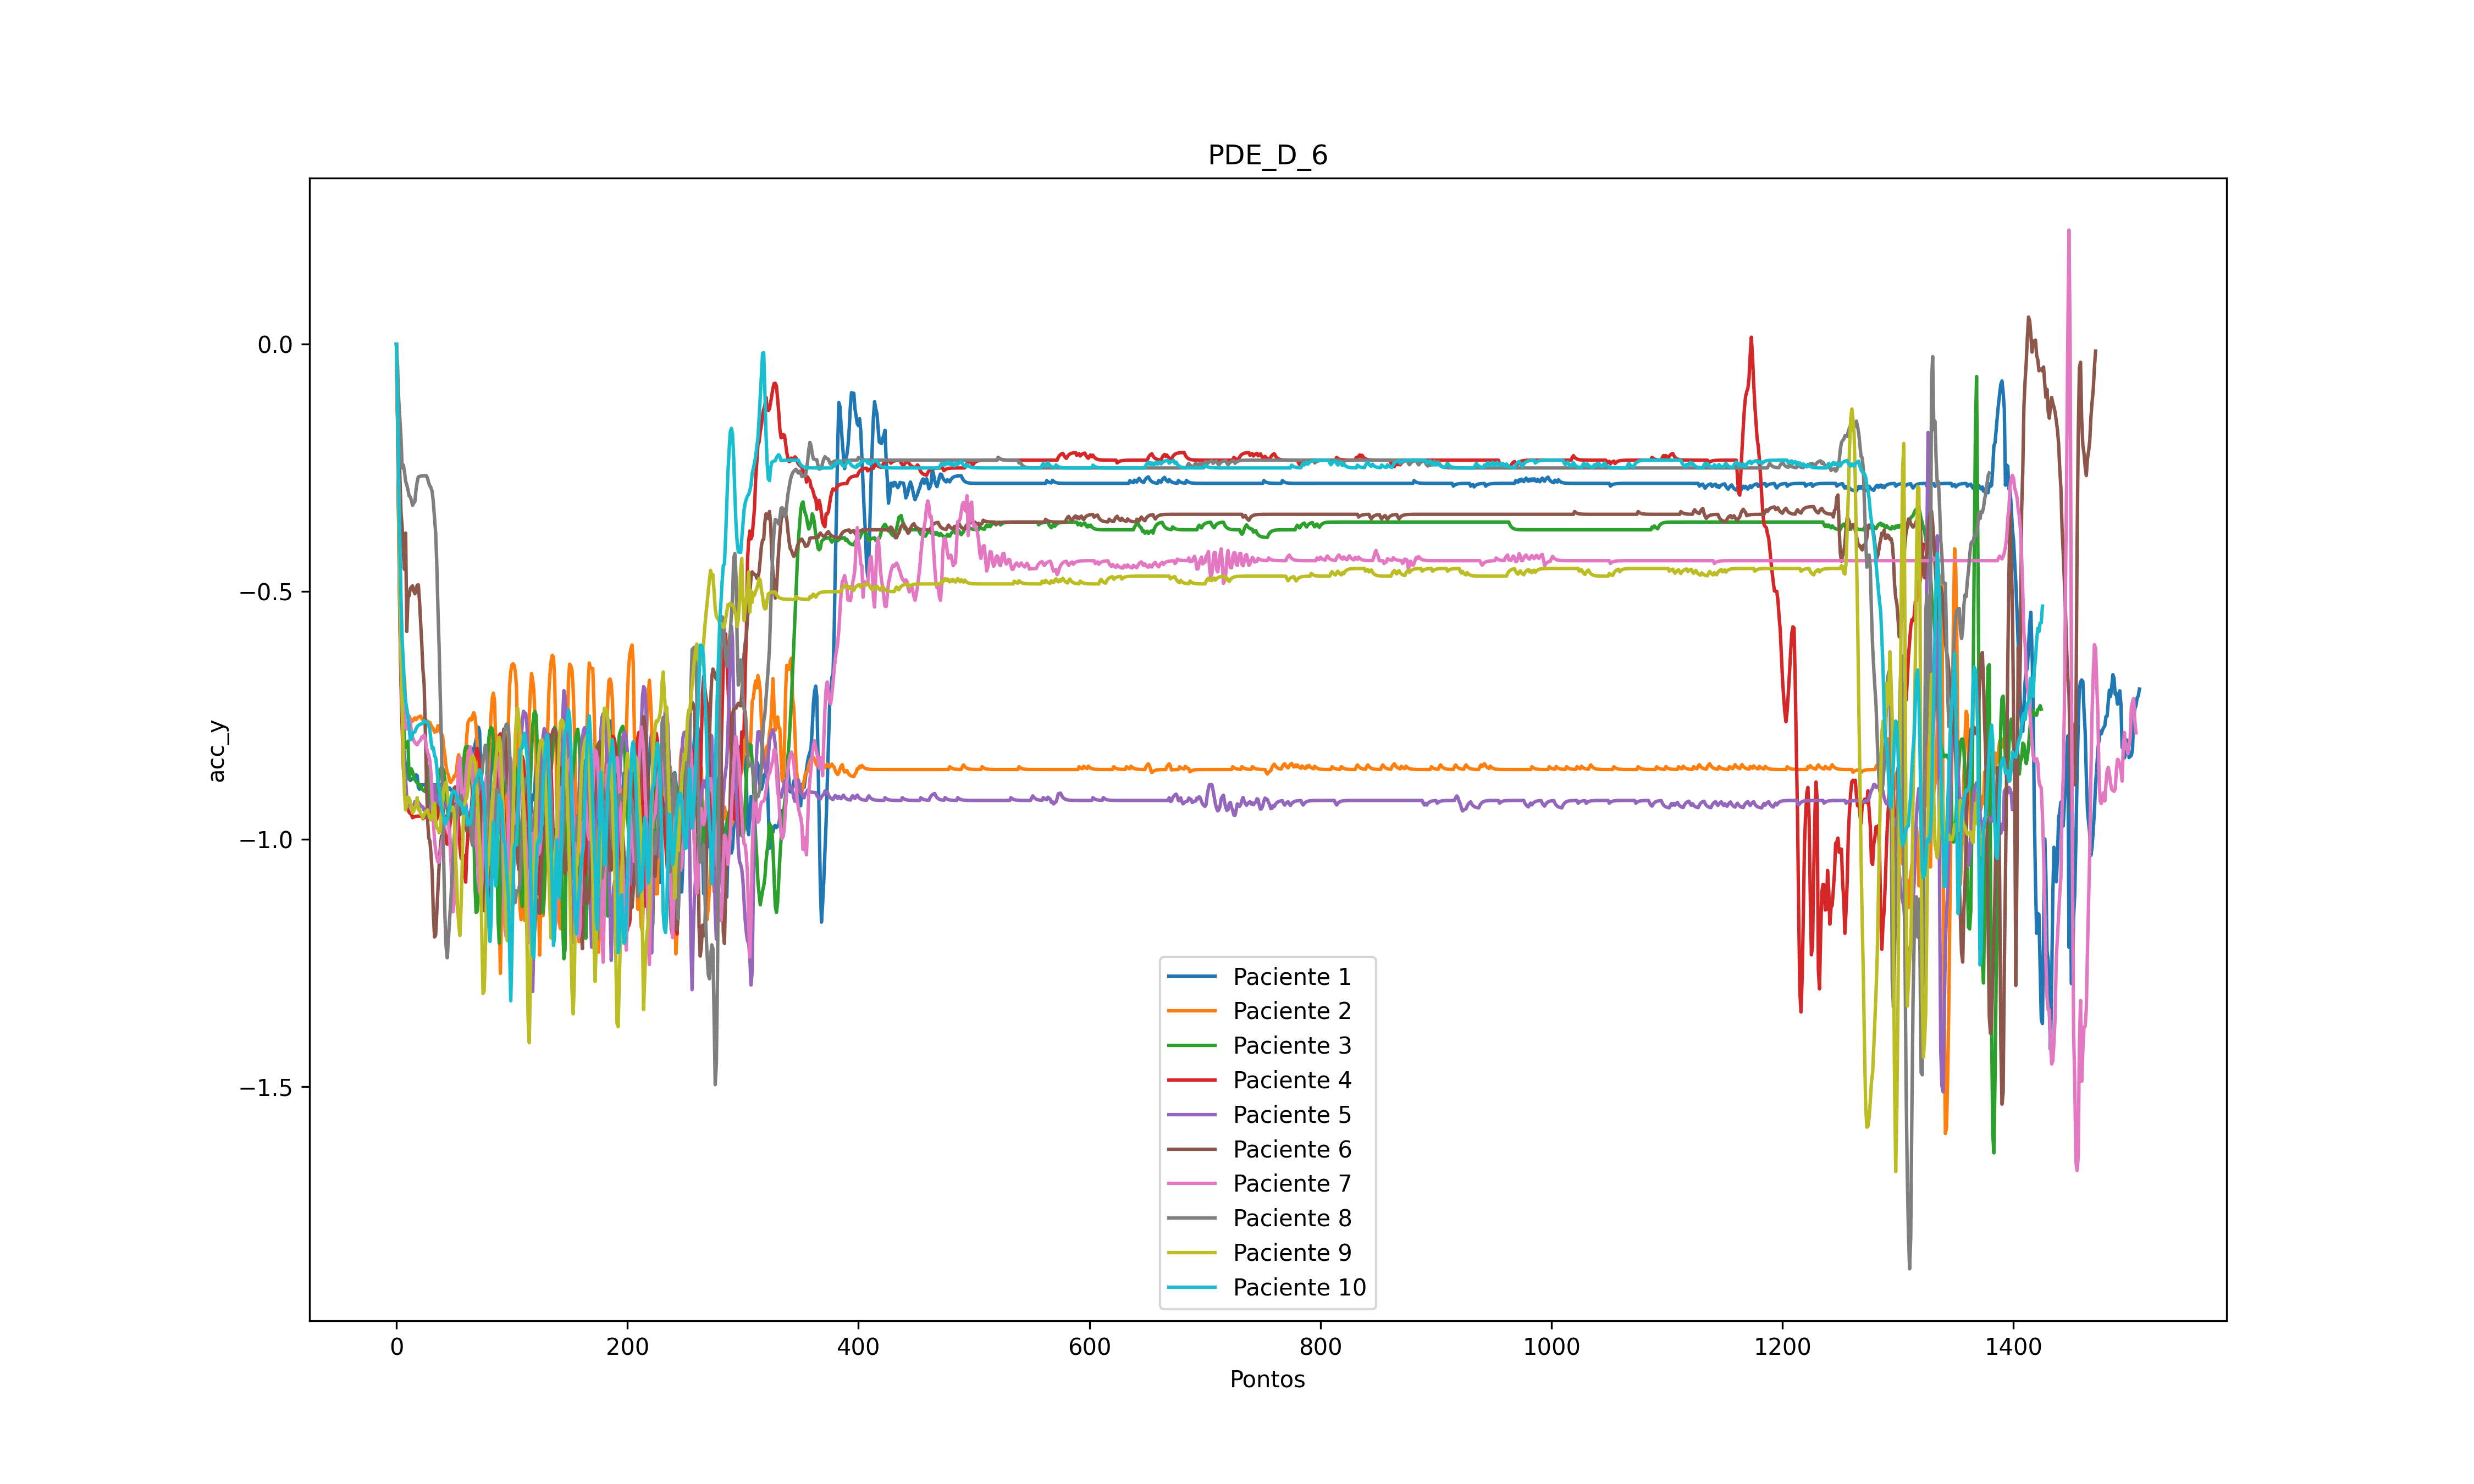 PDE_D_6
acc_y
0.0
−0.5
−1.0
−1.5
Paciente 1
Paciente 2
Paciente 3
Paciente 4
Paciente 5
Paciente 6
Paciente 7
Paciente 8
Paciente 9
Paciente 10
0 200 400 600 800 1000 1200 1400
Pontos